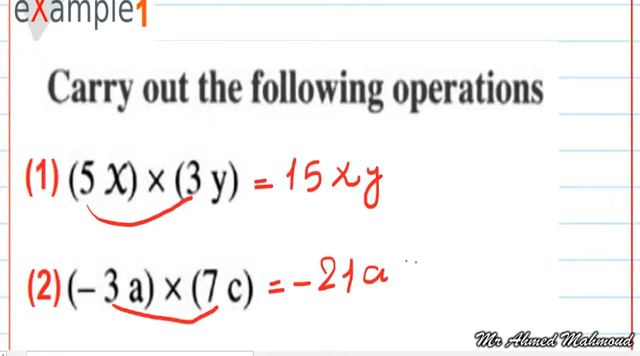 eXample1
Carry out the following operations
(1) (5 X) × (3 y) = 15 x y
(2) (– 3 a) × (7 c) = - 21 a
Mr Ahmed Mahmoud